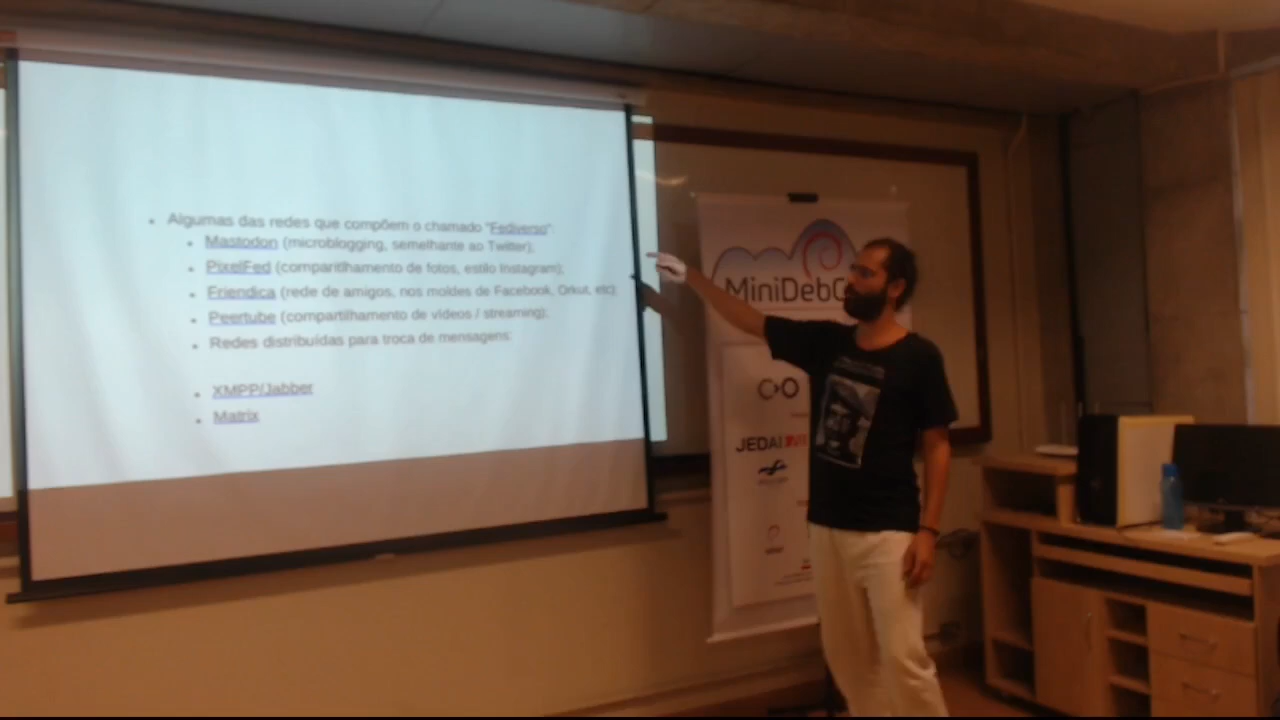 Algumas das redes que compõem o chamado "Fediverso"
Mastodon (microblogging, semelhante ao Twitter);
PixelFed (compartilhamento de fotos, estilo Instagram);
Friendica (rede de amigos, nos moldes de Facebook, Orkut, etc)
Peertube (compartilhamento de vídeos / streaming);
Redes distribuídas para troca de mensagens:
XMPP/Jabber
Matrix
MiniDebC
JEDAI